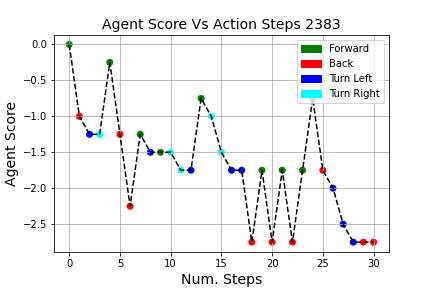 Agent Score Vs Action Steps 2383
Forward
Back
Turn Left
Turn Right
Agent Score
0.0
−0.5
−1.0
−1.5
−2.0
−2.5
0 5 10 15 20 25 30
Num. Steps